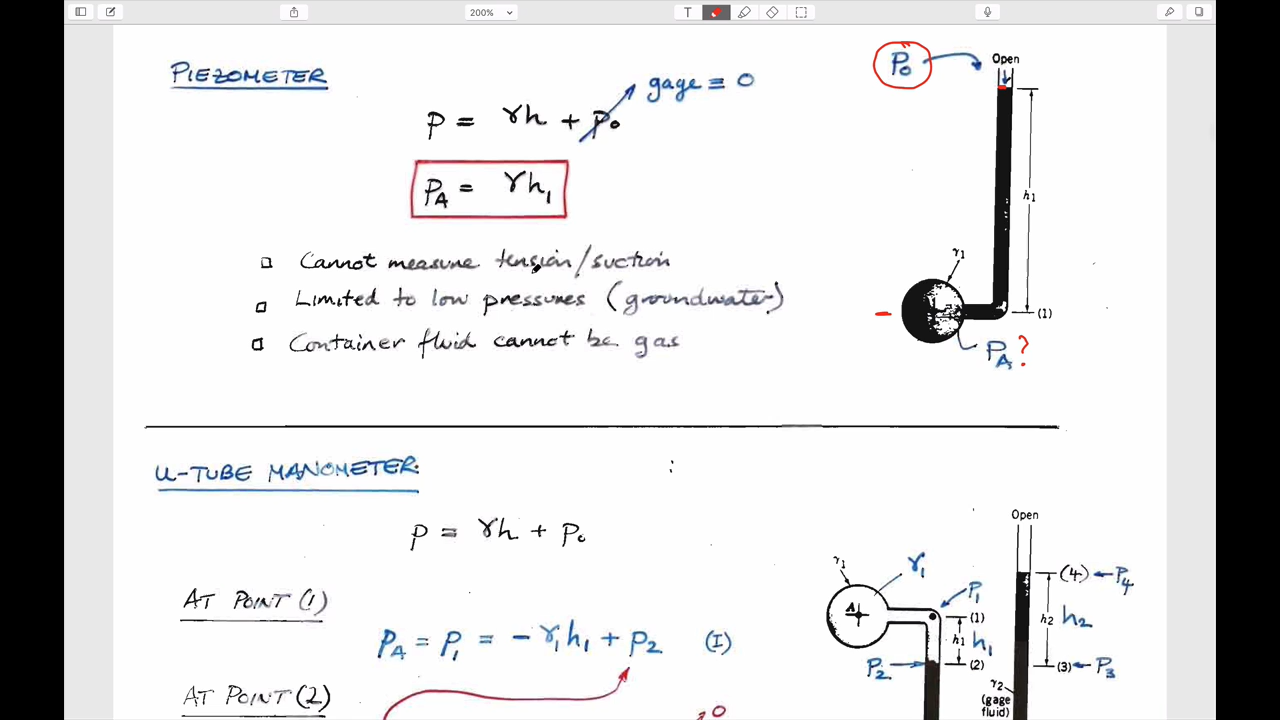 200%
T
PIEZOMETER
P = γh + P₀
gage ≡ 0
P_A = γh₁
Cannot measure tension/suction
Limited to low pressures (groundwater)
Container fluid cannot be gas
P₀
Open
h₁
γ₁
(1)
P_A ?
U-TUBE MANOMETER
:
P = γh + P₀
AT POINT (1)
P_A = P₁ = -γ₁h₁ + P₂ (I)
AT POINT (2)
0
Open
γ₁
γ₁
A
P₁
(1)
h₁
h₁
P₂
(2)
(4) P₄
h₂
h₂
(3) P₃
γ₂
(gage
fluid)